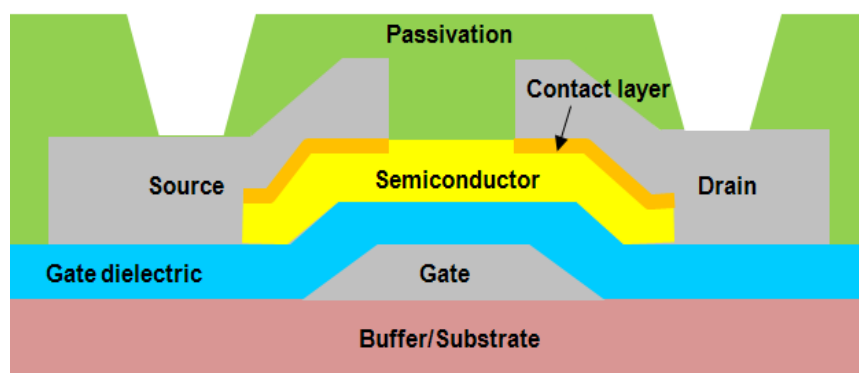 Passivation
Contact layer
Source
Semiconductor
Drain
Gate dielectric
Gate
Buffer/Substrate